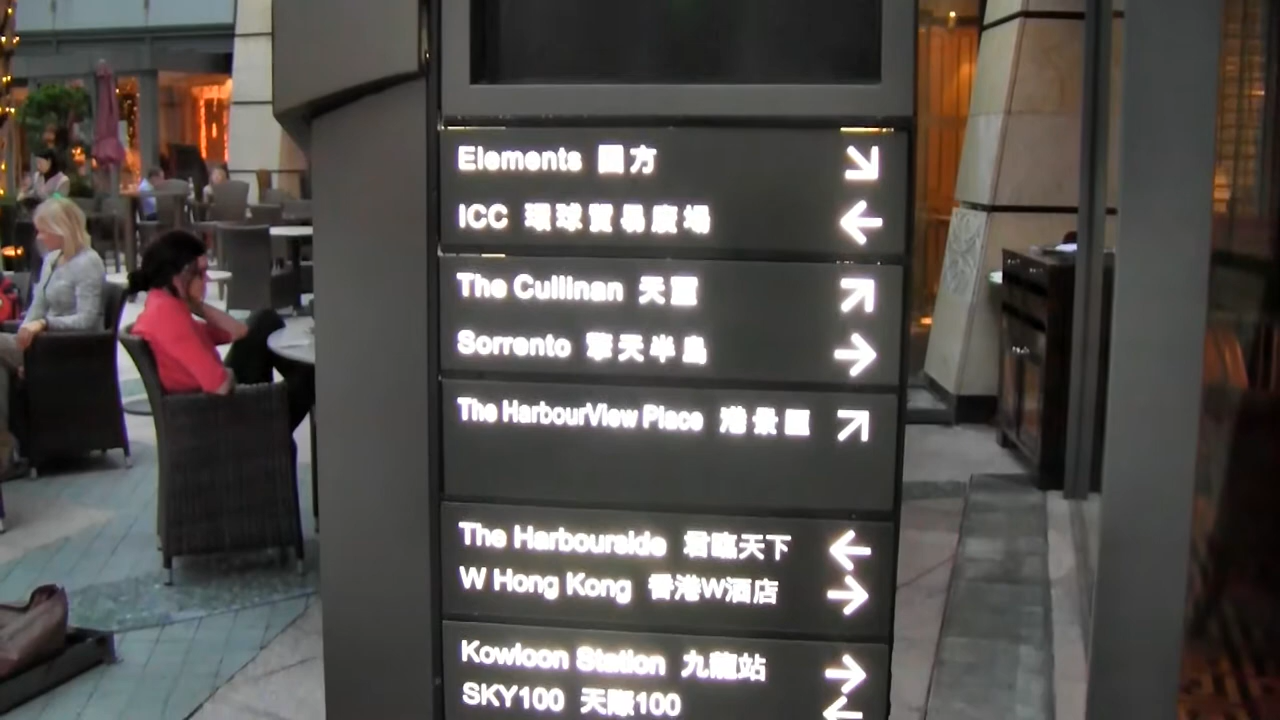 Elements 圓方
ICC 環球貿易廣場
The Cullinan 天璽
Sorrento 擎天半島
The HarbourView Place 港景匯
The Harbourside 君臨天下
W Hong Kong 香港W酒店
Kowloon Station 九龍站
SKY100 天際100